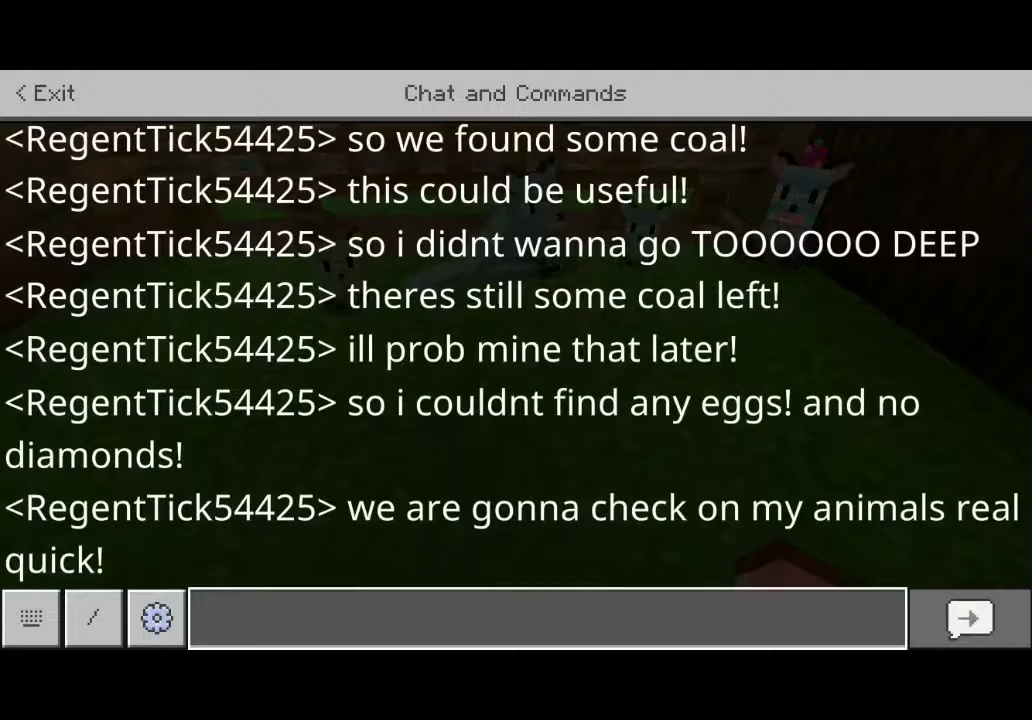 < Exit
Chat and Commands
<RegentTick54425> so we found some coal!
<RegentTick54425> this could be useful!
<RegentTick54425> so i didnt wanna go TOOOOOO DEEP
<RegentTick54425> theres still some coal left!
<RegentTick54425> ill prob mine that later!
<RegentTick54425> so i couldnt find any eggs! and no
diamonds!
<RegentTick54425> we are gonna check on my animals real
quick!
/